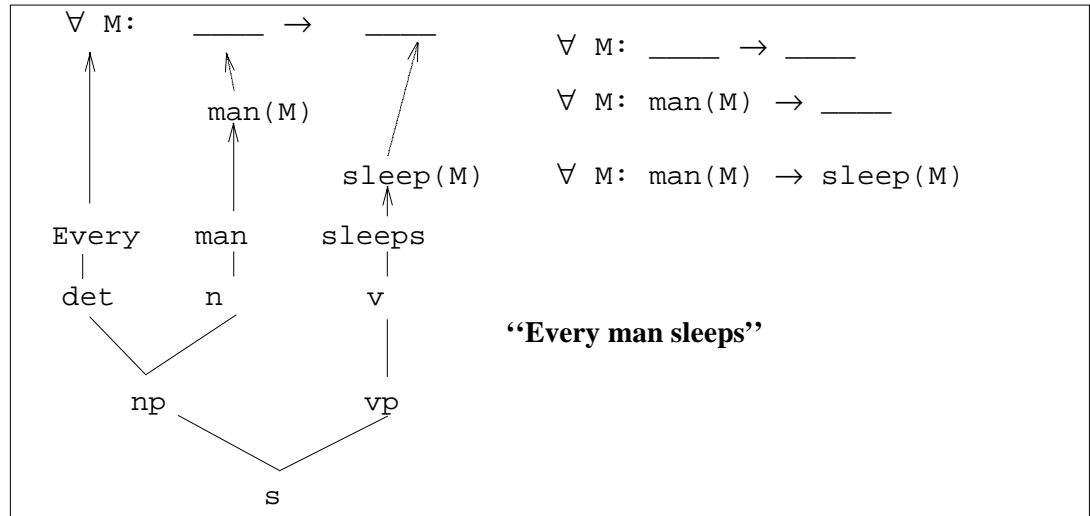 ∀ M: ____ → ____
man(M)
sleep(M)
Every man sleeps
det n v
np vp
s
∀ M: ____ → ____
∀ M: man(M) → ____
∀ M: man(M) → sleep(M)
‘‘Every man sleeps’’